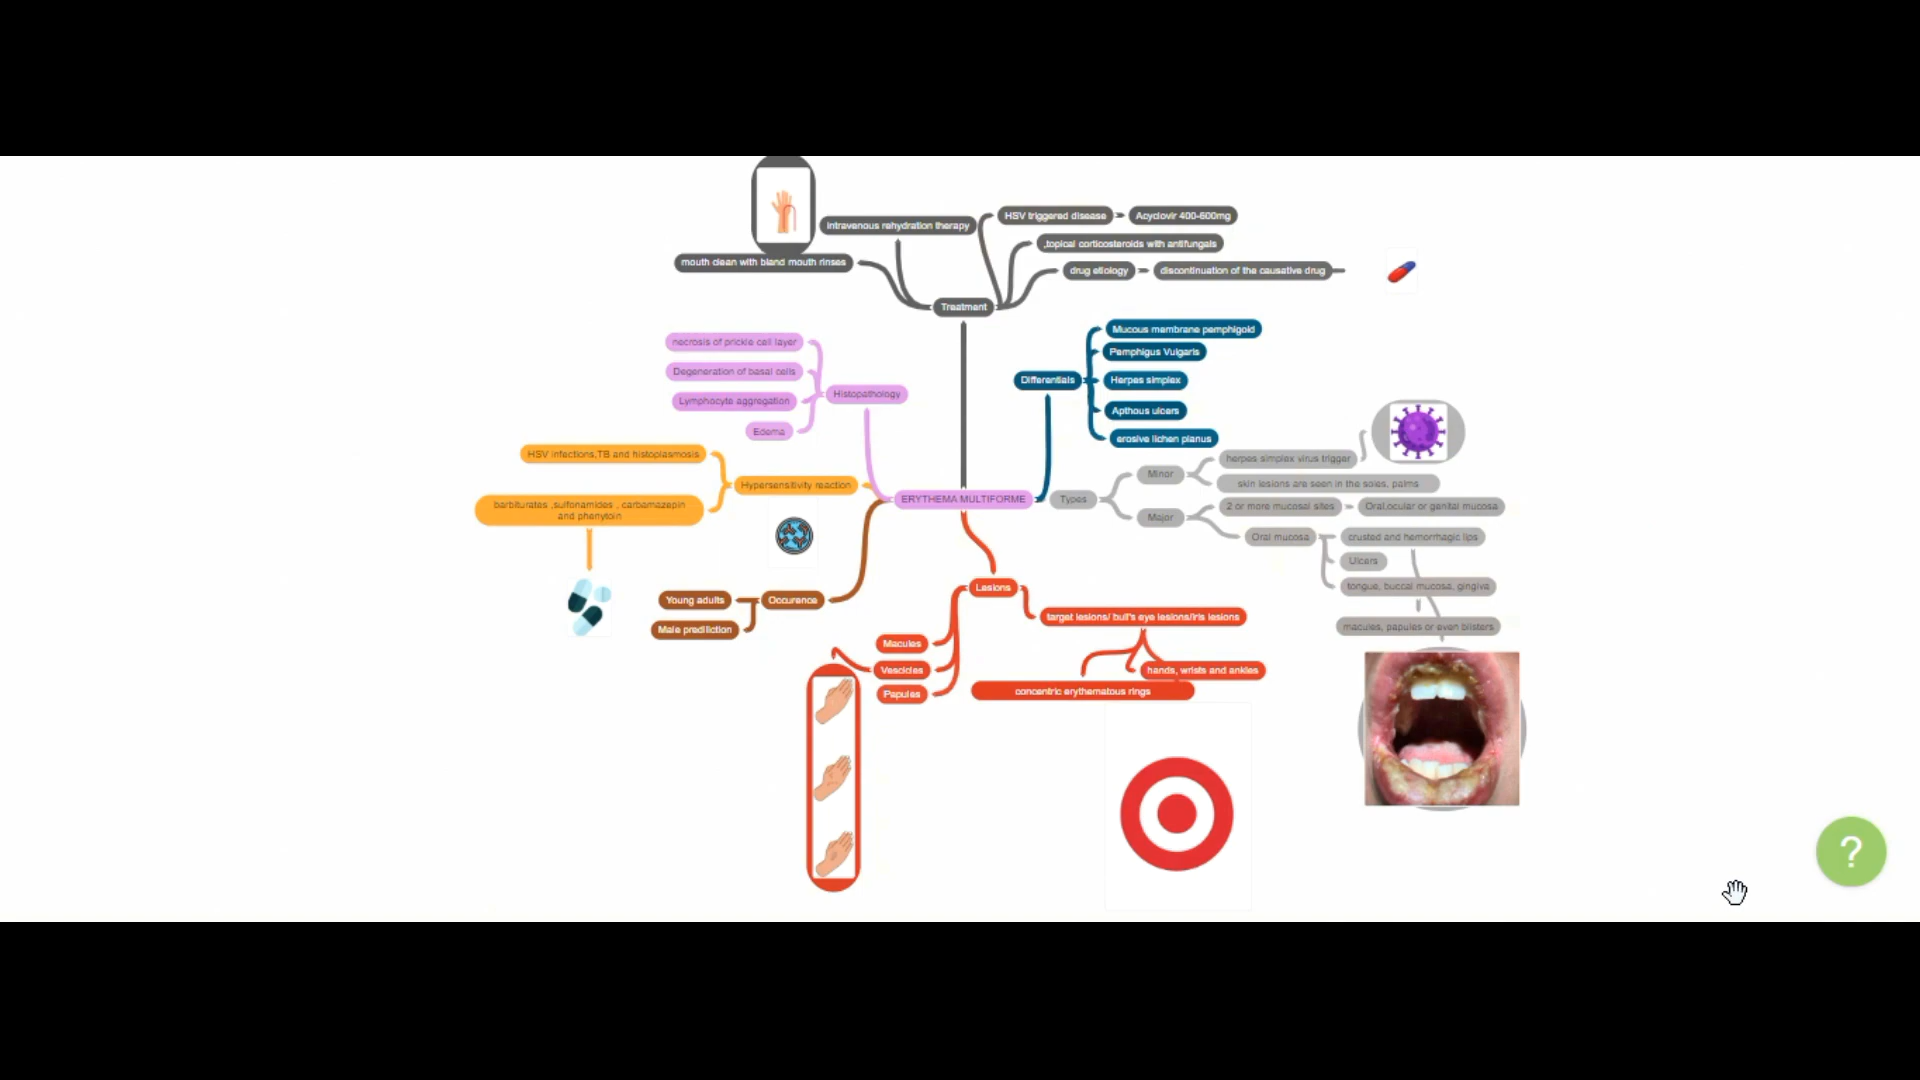 Intravenous rehydration therapy
HSV triggered disease
Acyclovir 400-600mg
,topical corticosteroids with antifungals
mouth clean with bland mouth rinses
drug etiology
discontinuation of the causative drug
Treatment
necrosis of prickle cell layer
Degeneration of basal cells
Lymphocyte aggregation
Edema
Histopathology
Differentials
Mucous membrane pemphigoid
Pemphigus Vulgaris
Herpes simplex
Apthous ulcers
erosive lichen planus
HSV infections,TB and histoplasmosis
Hypersensitivity reaction
barbiturates ,sulfonamides , carbamazepin
and phenytoin
ERYTHEMA MULTIFORME
Types
Minor
herpes simplex virus trigger
skin lesions are seen in the soles, palms
Major
2 or more mucosal sites
Oral,ocular or genital mucosa
Oral mucosa
crusted and hemorrhagic lips
Ulcers
tongue, buccal mucosa, gingiva
macules, papules or even blisters
Young adults
Occurence
Male prediliction
Lesions
target lesions/ bull's eye lesions/iris lesions
Macules
Vescicles
Papules
hands, wrists and ankles
concentric erythematous rings
?